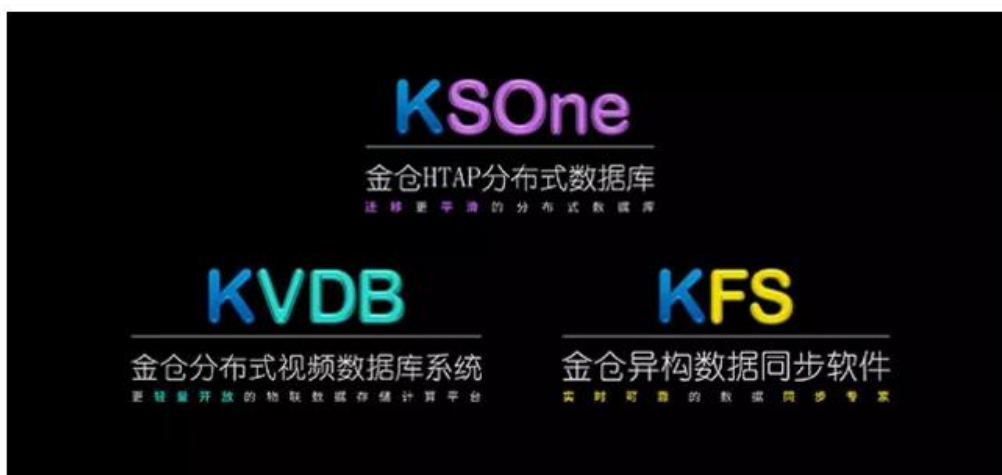 KSOne
金仓HTAP分布式数据库
迁移更平滑的分布式数据库
KVDB
金仓分布式视频数据库系统
更轻量开放的物联数据存储计算平台
KFS
金仓异构数据同步软件
实时可靠的数据同步专家